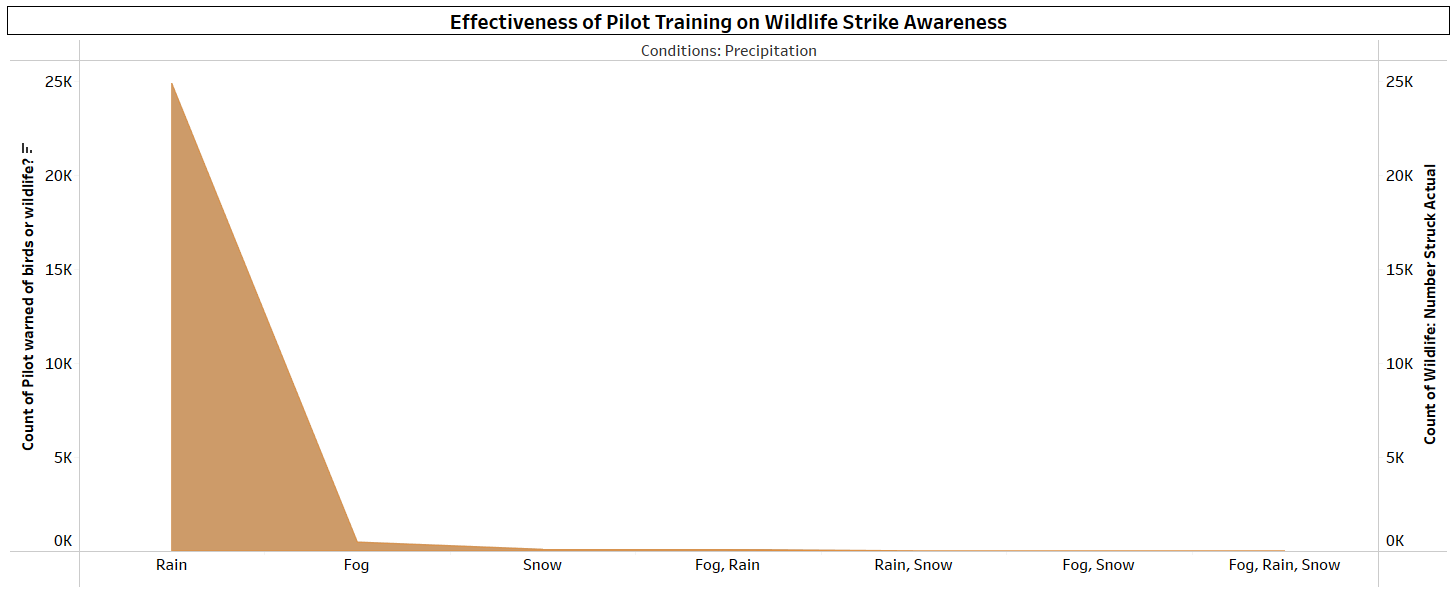 Effectiveness of Pilot Training on Wildlife Strike Awareness
Conditions: Precipitation
Count of Pilot warned of birds or wildlife?
25K
20K
15K
10K
5K
0K
25K
20K
15K
10K
5K
0K
Count of Wildlife: Number Struck Actual
Rain
Fog
Snow
Fog, Rain
Rain, Snow
Fog, Snow
Fog, Rain, Snow